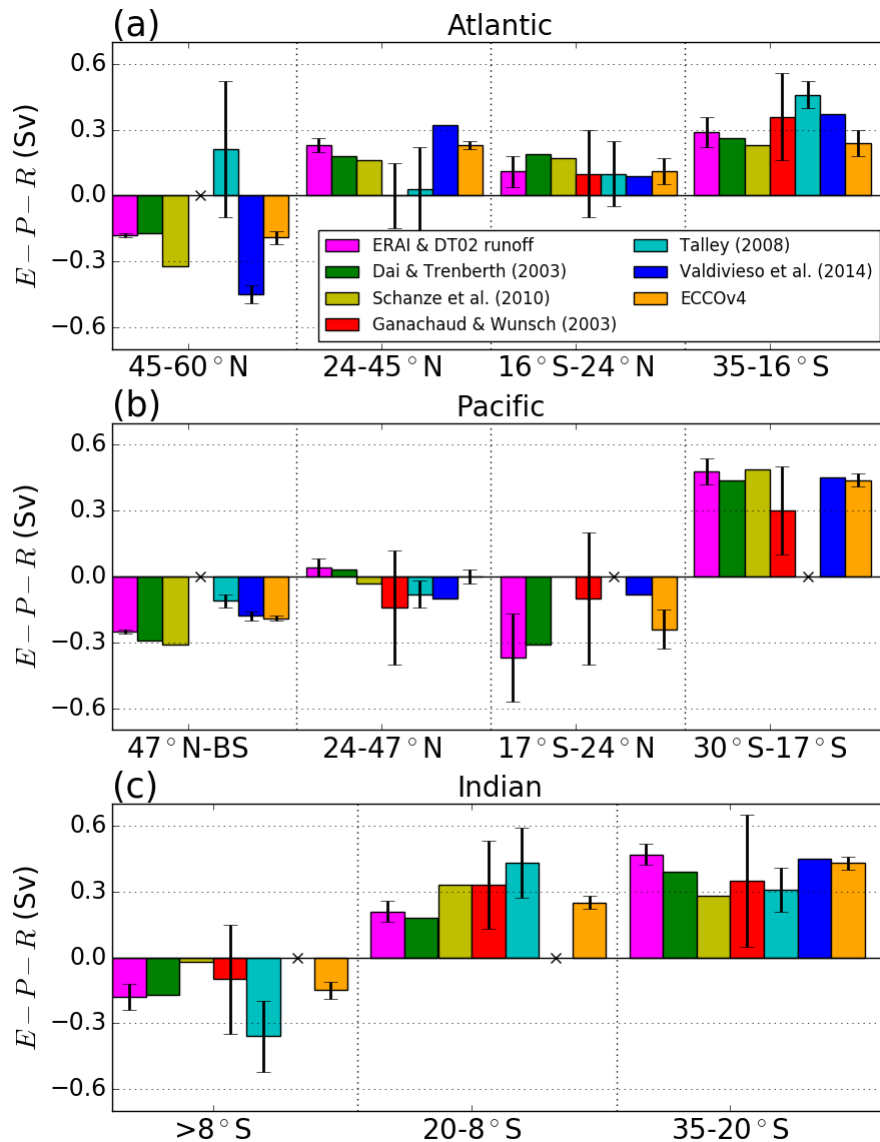 (a) Atlantic
E − P − R (Sv)
0.6
0.3
0.0
−0.3
−0.6
ERAI & DT02 runoff
Dai & Trenberth (2003)
Schanze et al. (2010)
Ganachaud & Wunsch (2003)
Talley (2008)
Valdivieso et al. (2014)
ECCOv4
45-60°N 24-45°N 16°S-24°N 35-16°S
(b) Pacific
E − P − R (Sv)
0.6
0.3
0.0
−0.3
−0.6
47°N-BS 24-47°N 17°S-24°N 30°S-17°S
(c) Indian
E − P − R (Sv)
0.6
0.3
0.0
−0.3
−0.6
>8°S 20-8°S 35-20°S